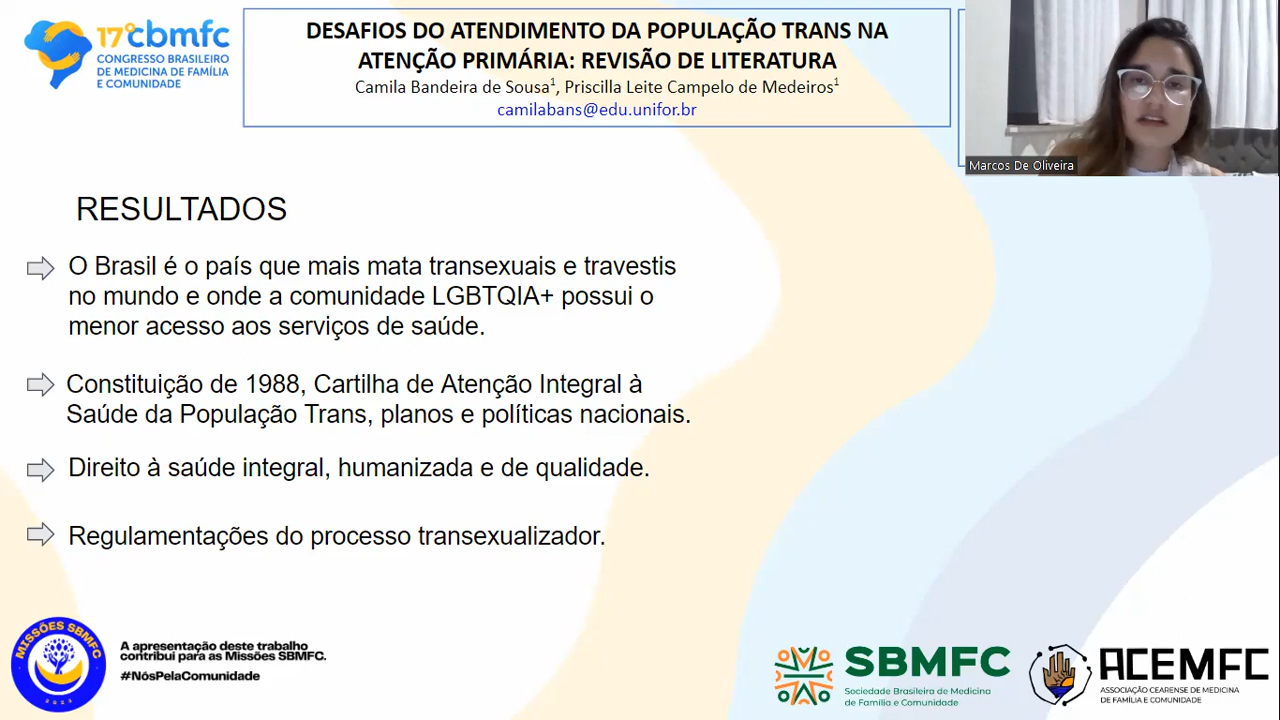 17º cbmfc
CONGRESSO BRASILEIRO
DE MEDICINA DE FAMÍLIA
E COMUNIDADE
DESAFIOS DO ATENDIMENTO DA POPULAÇÃO TRANS NA
ATENÇÃO PRIMÁRIA: REVISÃO DE LITERATURA
Camila Bandeira de Sousa¹, Priscilla Leite Campelo de Medeiros¹
camilabans@edu.unifor.br
Marcos De Oliveira
RESULTADOS
O Brasil é o país que mais mata transexuais e travestis
no mundo e onde a comunidade LGBTQIA+ possui o
menor acesso aos serviços de saúde.
Constituição de 1988, Cartilha de Atenção Integral à
Saúde da População Trans, planos e políticas nacionais.
Direito à saúde integral, humanizada e de qualidade.
Regulamentações do processo transexualizador.
MISSÕES SBMFC
A apresentação deste trabalho
contribui para as Missões SBMFC.
#NósPelaComunidade
SBMFC
Sociedade Brasileira de Medicina
de Família e Comunidade
ACEMFC
ASSOCIAÇÃO CEARENSE DE MEDICINA
DE FAMÍLIA E COMUNIDADE